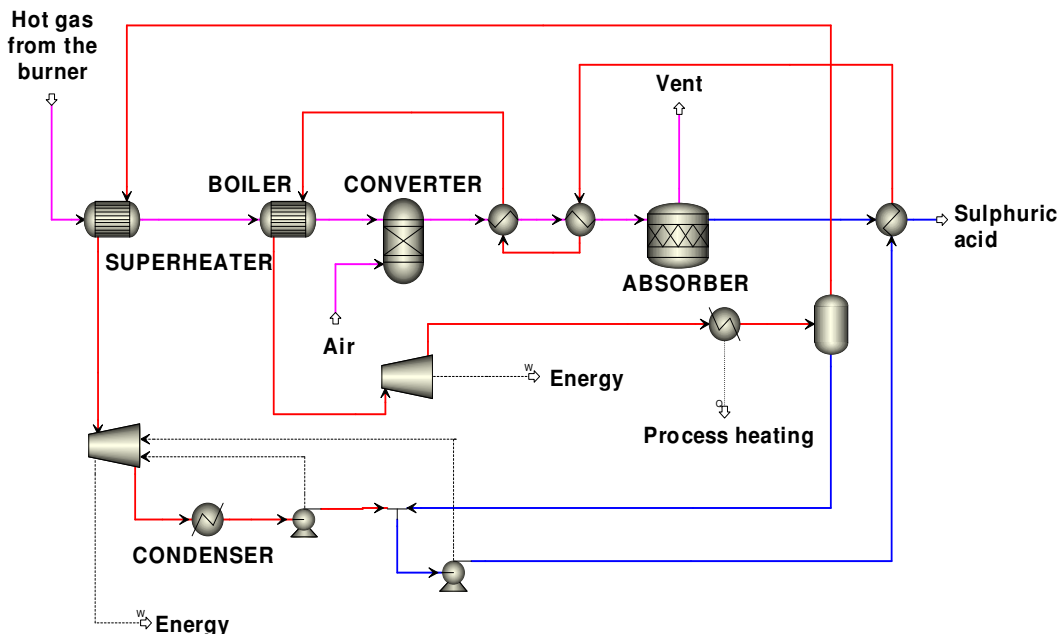 Hot gas
from the
burner
Vent
BOILER
CONVERTER
Sulphuric
acid
SUPERHEATER
ABSORBER
Air
W
Energy
Q
Process heating
CONDENSER
W
Energy